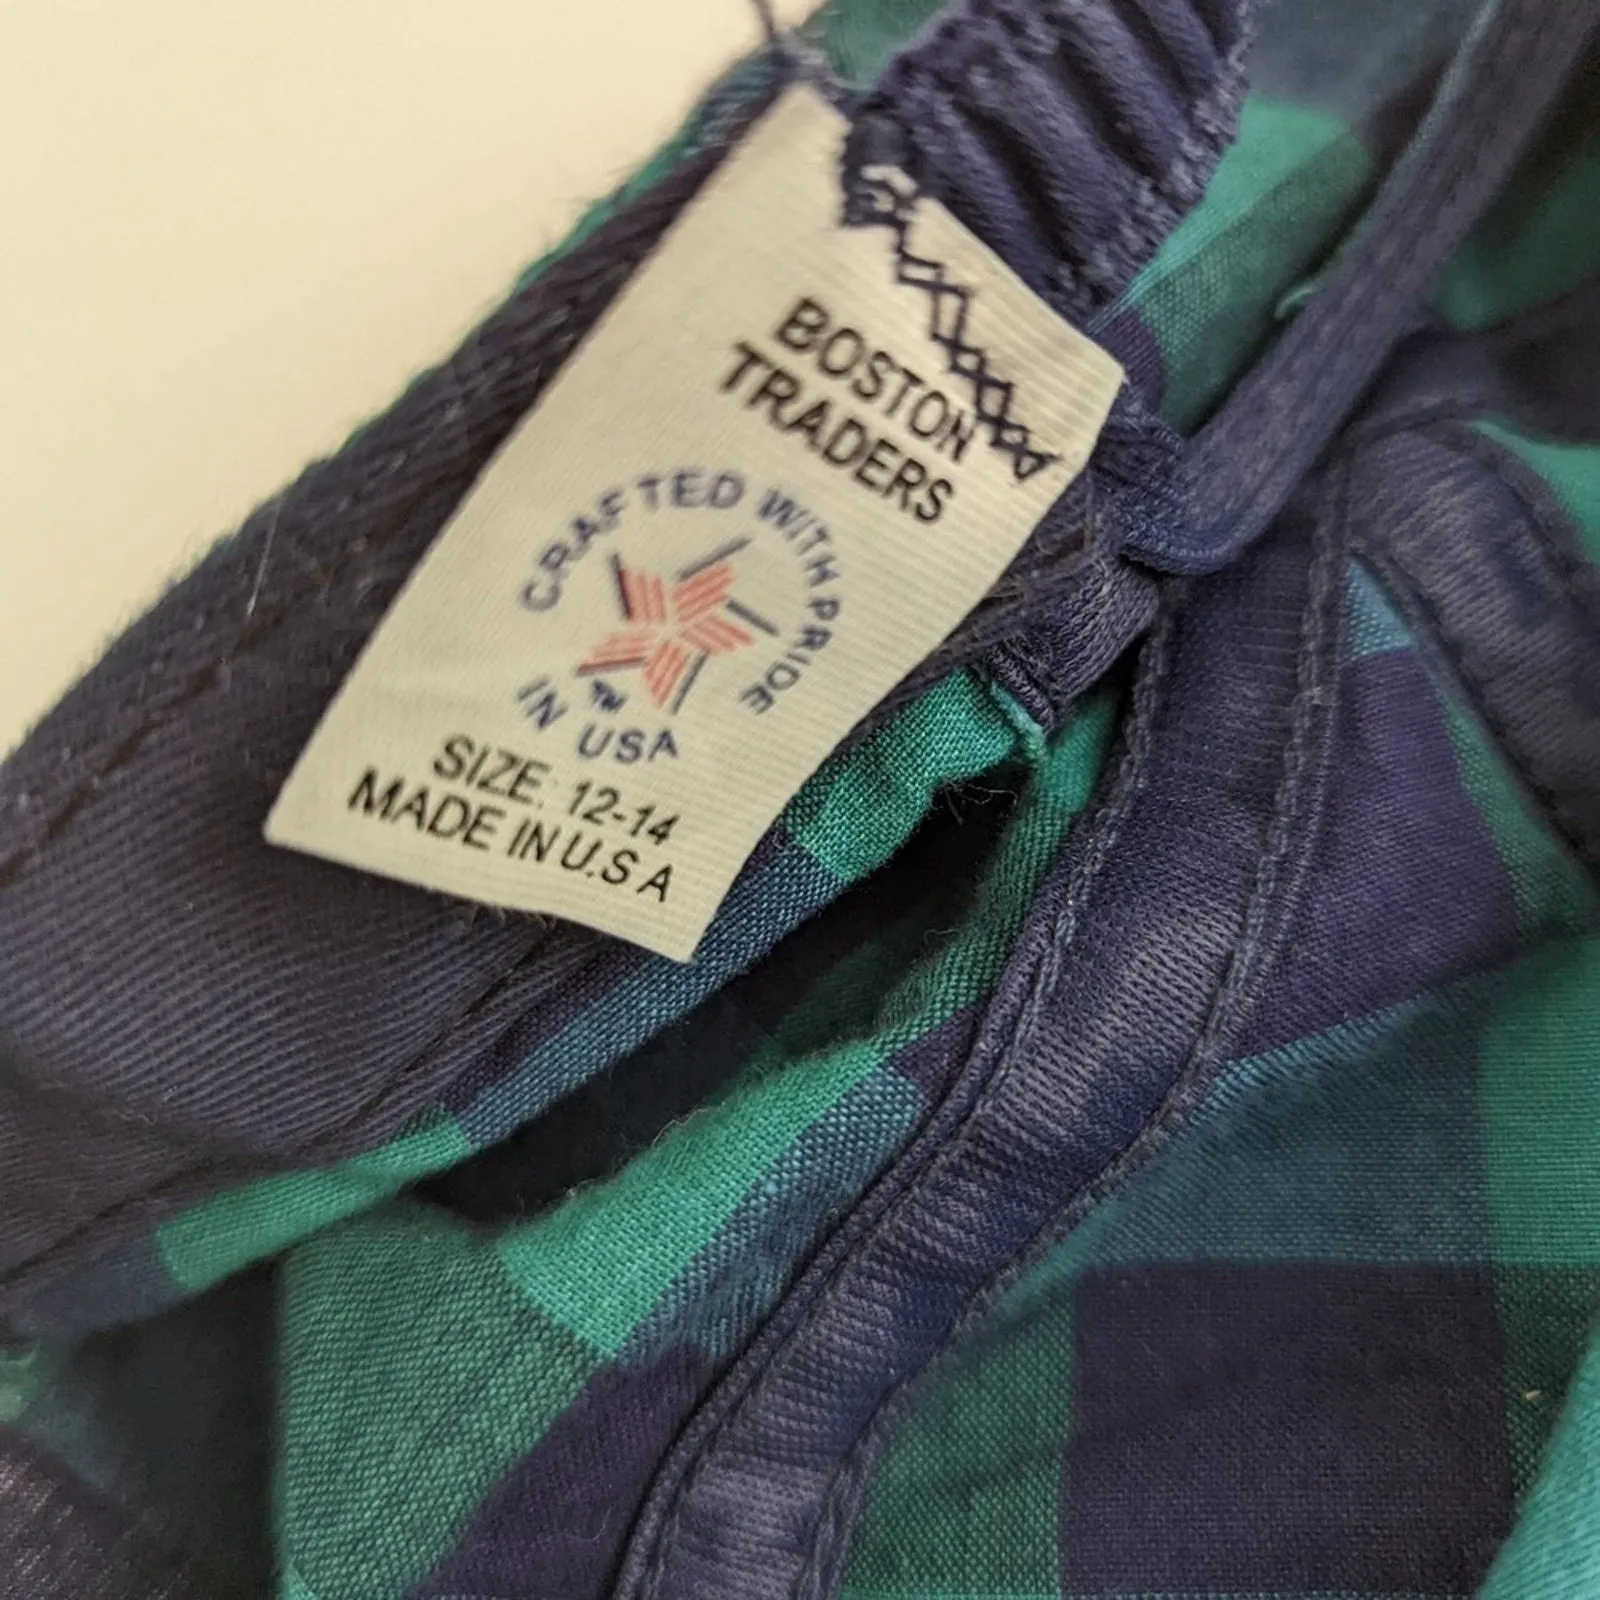 BOSTON
TRADERS
CRAFTED WITH PRIDE
IN USA
SIZE: 12-14
MADE IN U.S A